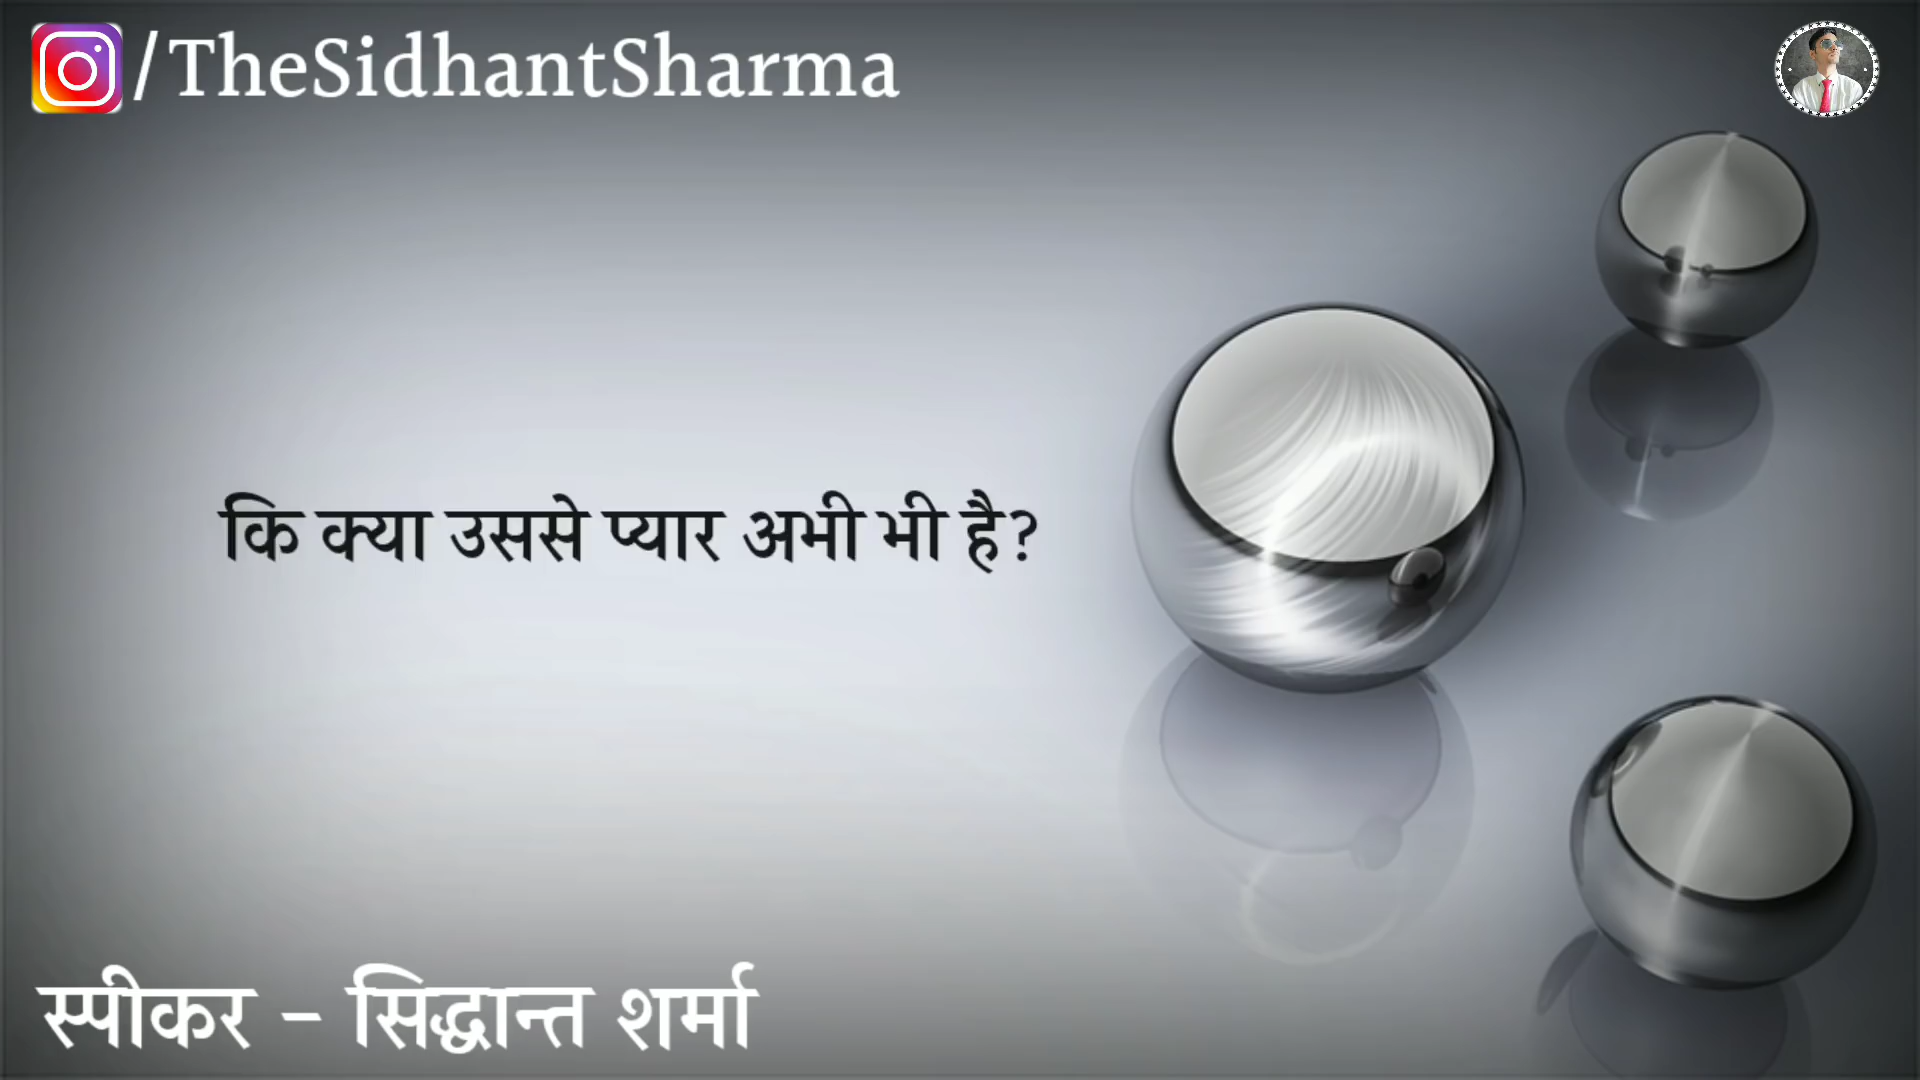 /TheSidhantSharma
कि क्या उससे प्यार अभी भी है?
स्पीकर - सिद्धान्त शर्मा